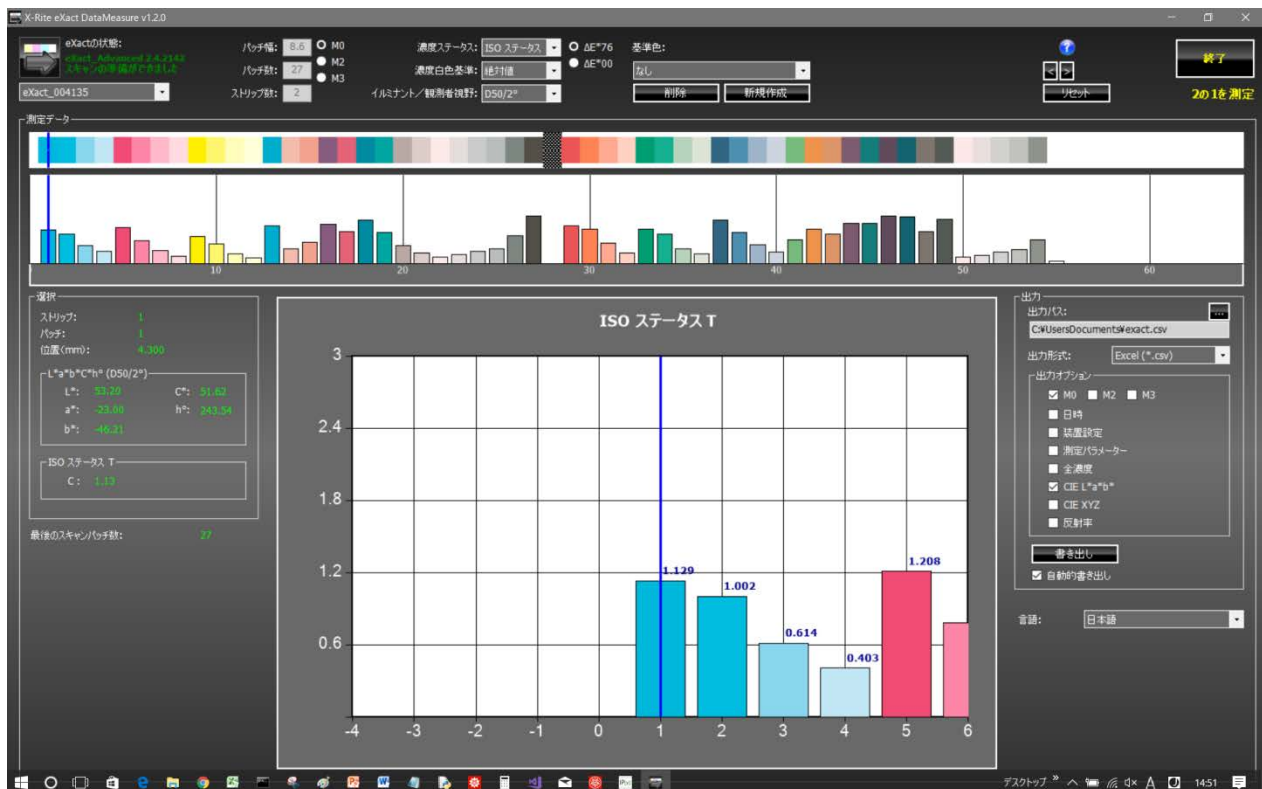 X-Rite eXact DataMeasure v1.2.0
eXactの状態:
eXact_Advanced 2.4.2143
スキャンの準備ができました
eXact_004135
パッチ幅: 8.6
パッチ数: 27
ストリップ数: 2
M0
M2
M3
濃度ステータス: ISO ステータス
濃度白色基準: 絶対値
イルミナント／観測者視野: D50/2°
ΔE*76
ΔE*00
基準色:
なし
削除 新規作成
?
< >
リセット
終了
2の1を測定
測定データ
10 20 30 40 50 60
選択
ストリップ: 1
パッチ: 1
位置(mm): 4.300
L*a*b*C*h° (D50/2°)
L*: 53.20 C*: 51.62
a*: -23.00 h°: 243.54
b*: -46.21
ISO ステータス T
C: 1.13
最後のスキャンパッチ数: 27
ISO ステータス T
3
2.4
1.8
1.2
0.6
1.129
1.002
0.614
0.403
1.208
-4 -3 -2 -1 0 1 2 3 4 5 6
出力
出力パス: ...
C:¥UsersDocuments¥exact.csv
出力形式: Excel (*.csv)
出力オプション
M0 M2 M3
日時
装置設定
測定パラメーター
全濃度
CIE L*a*b*
CIE XYZ
反射率
書き出し
自動的書き出し
言語: 日本語
デスクトップ » A 14:51